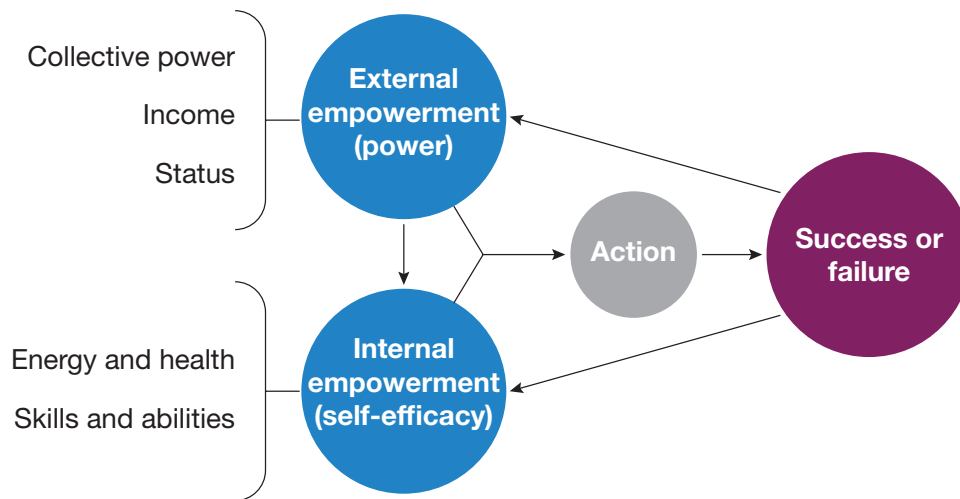 Collective power
Income
Status
External
empowerment
(power)
Action
Success or
failure
Energy and health
Skills and abilities
Internal
empowerment
(self-efficacy)